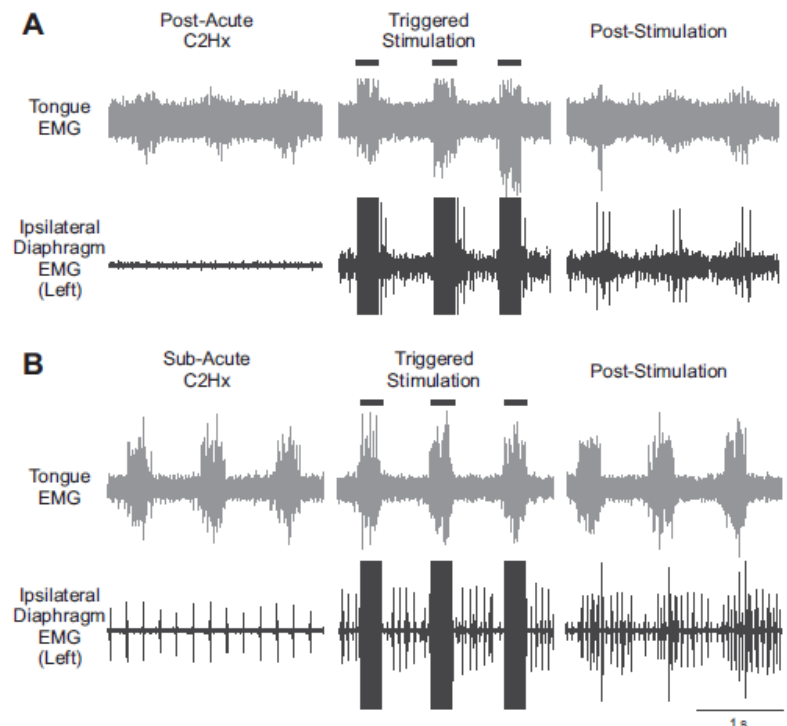 A
Post-Acute
C2Hx
Triggered
Stimulation
Post-Stimulation
Tongue
EMG
Ipsilateral
Diaphragm
EMG
(Left)
B
Sub-Acute
C2Hx
Triggered
Stimulation
Post-Stimulation
Tongue
EMG
Ipsilateral
Diaphragm
EMG
(Left)
1 s